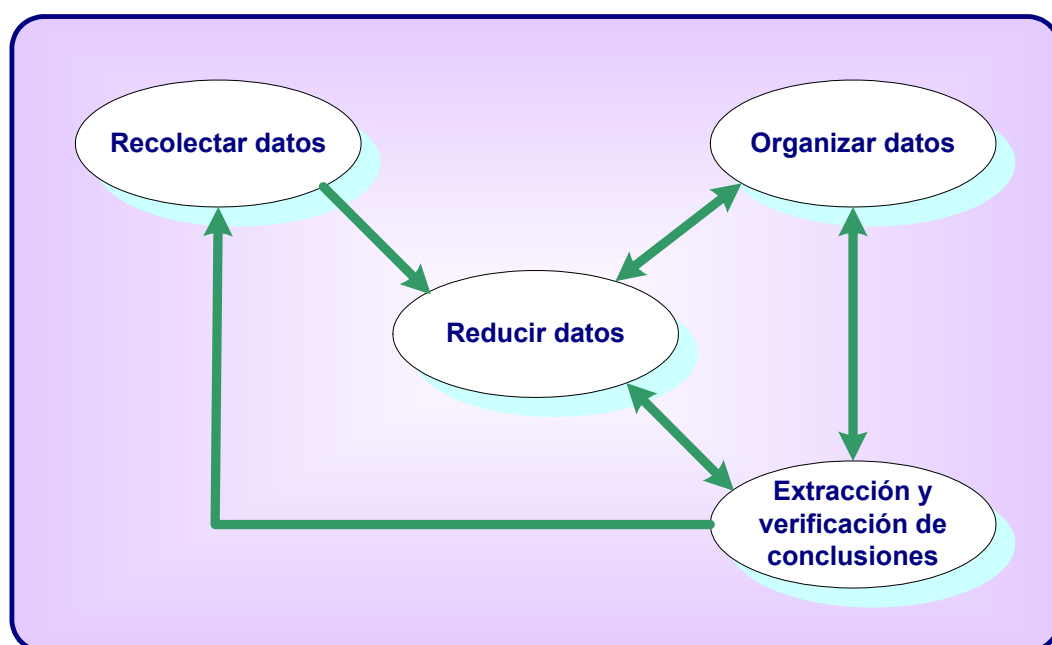 Recolectar datos
Organizar datos
Reducir datos
Extracción y
verificación de
conclusiones